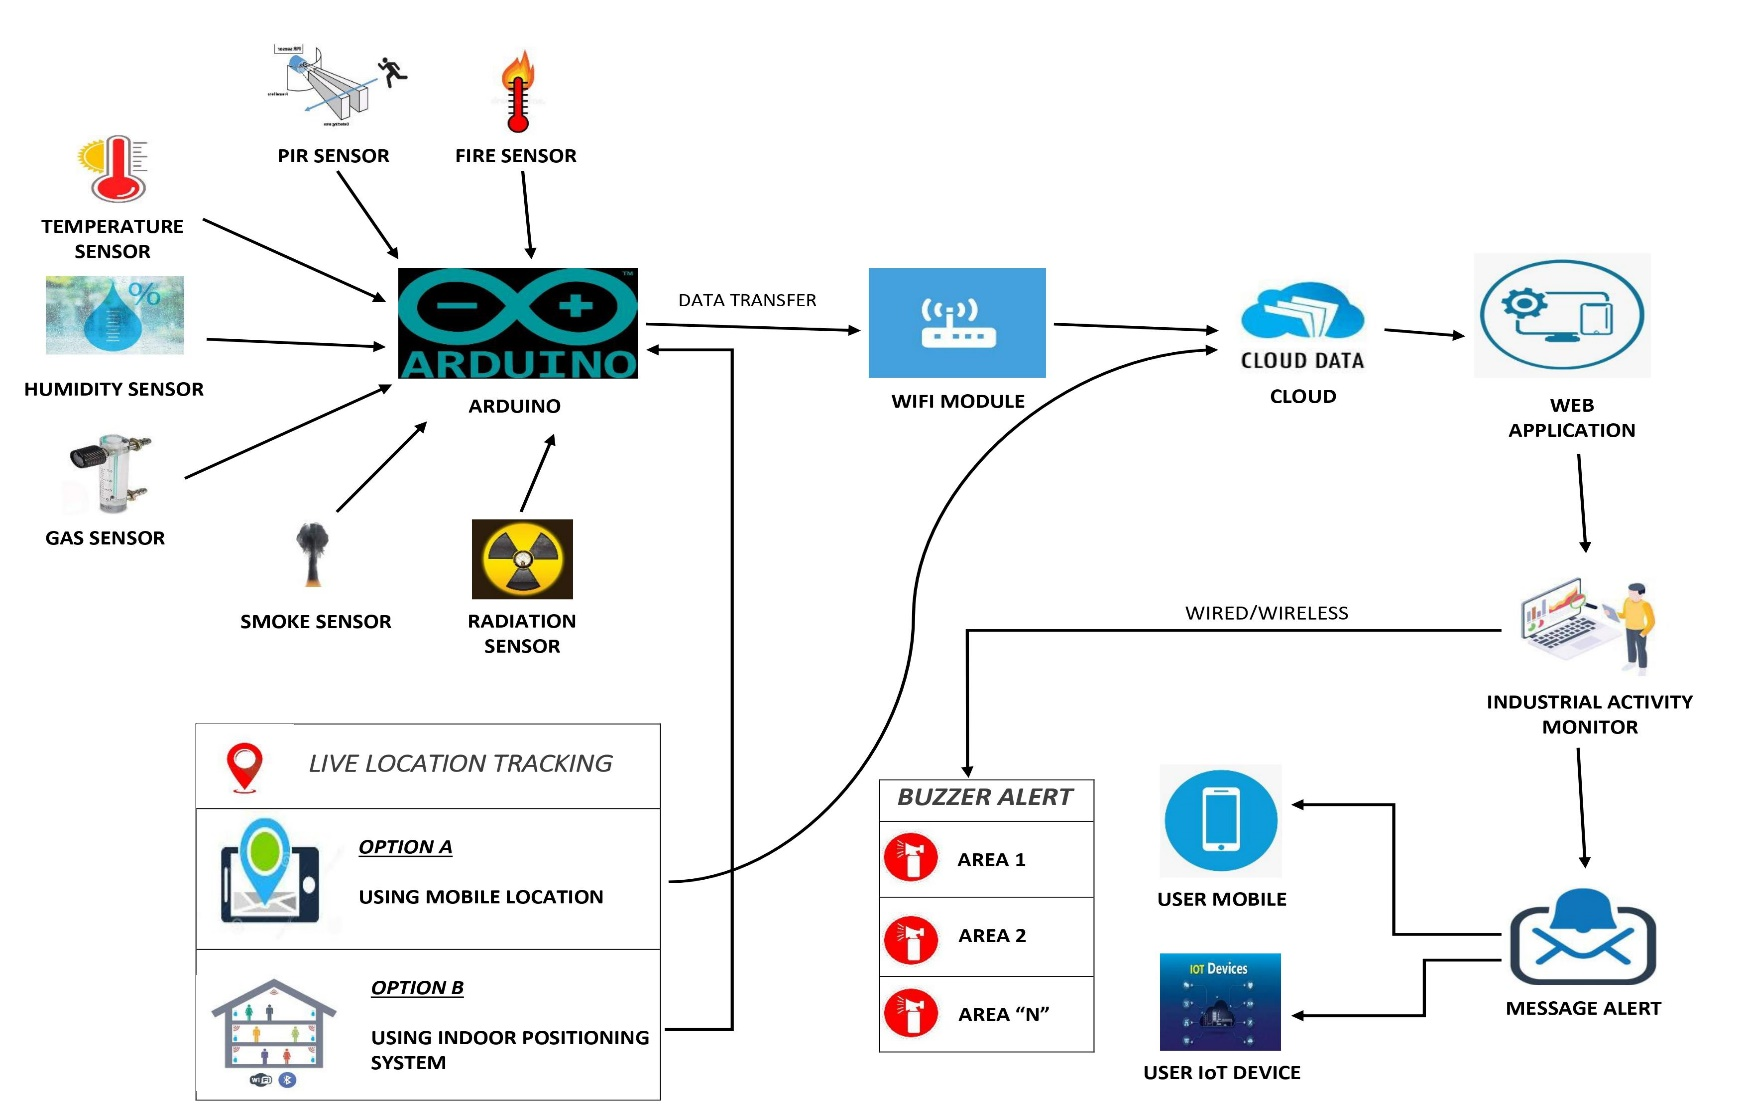 PIR SENSOR
FIRE SENSOR
TEMPERATURE
SENSOR
%
HUMIDITY SENSOR
GAS SENSOR
SMOKE SENSOR
RADIATION
SENSOR
TM
ARDUINO
ARDUINO
DATA TRANSFER
WIFI MODULE
CLOUD DATA
CLOUD
WEB
APPLICATION
WIRED/WIRELESS
INDUSTRIAL ACTIVITY
MONITOR
LIVE LOCATION TRACKING
OPTION A
USING MOBILE LOCATION
OPTION B
USING INDOOR POSITIONING
SYSTEM
WiFi
BUZZER ALERT
AREA 1
AREA 2
AREA “N”
USER MOBILE
IOT Devices
USER IoT DEVICE
MESSAGE ALERT